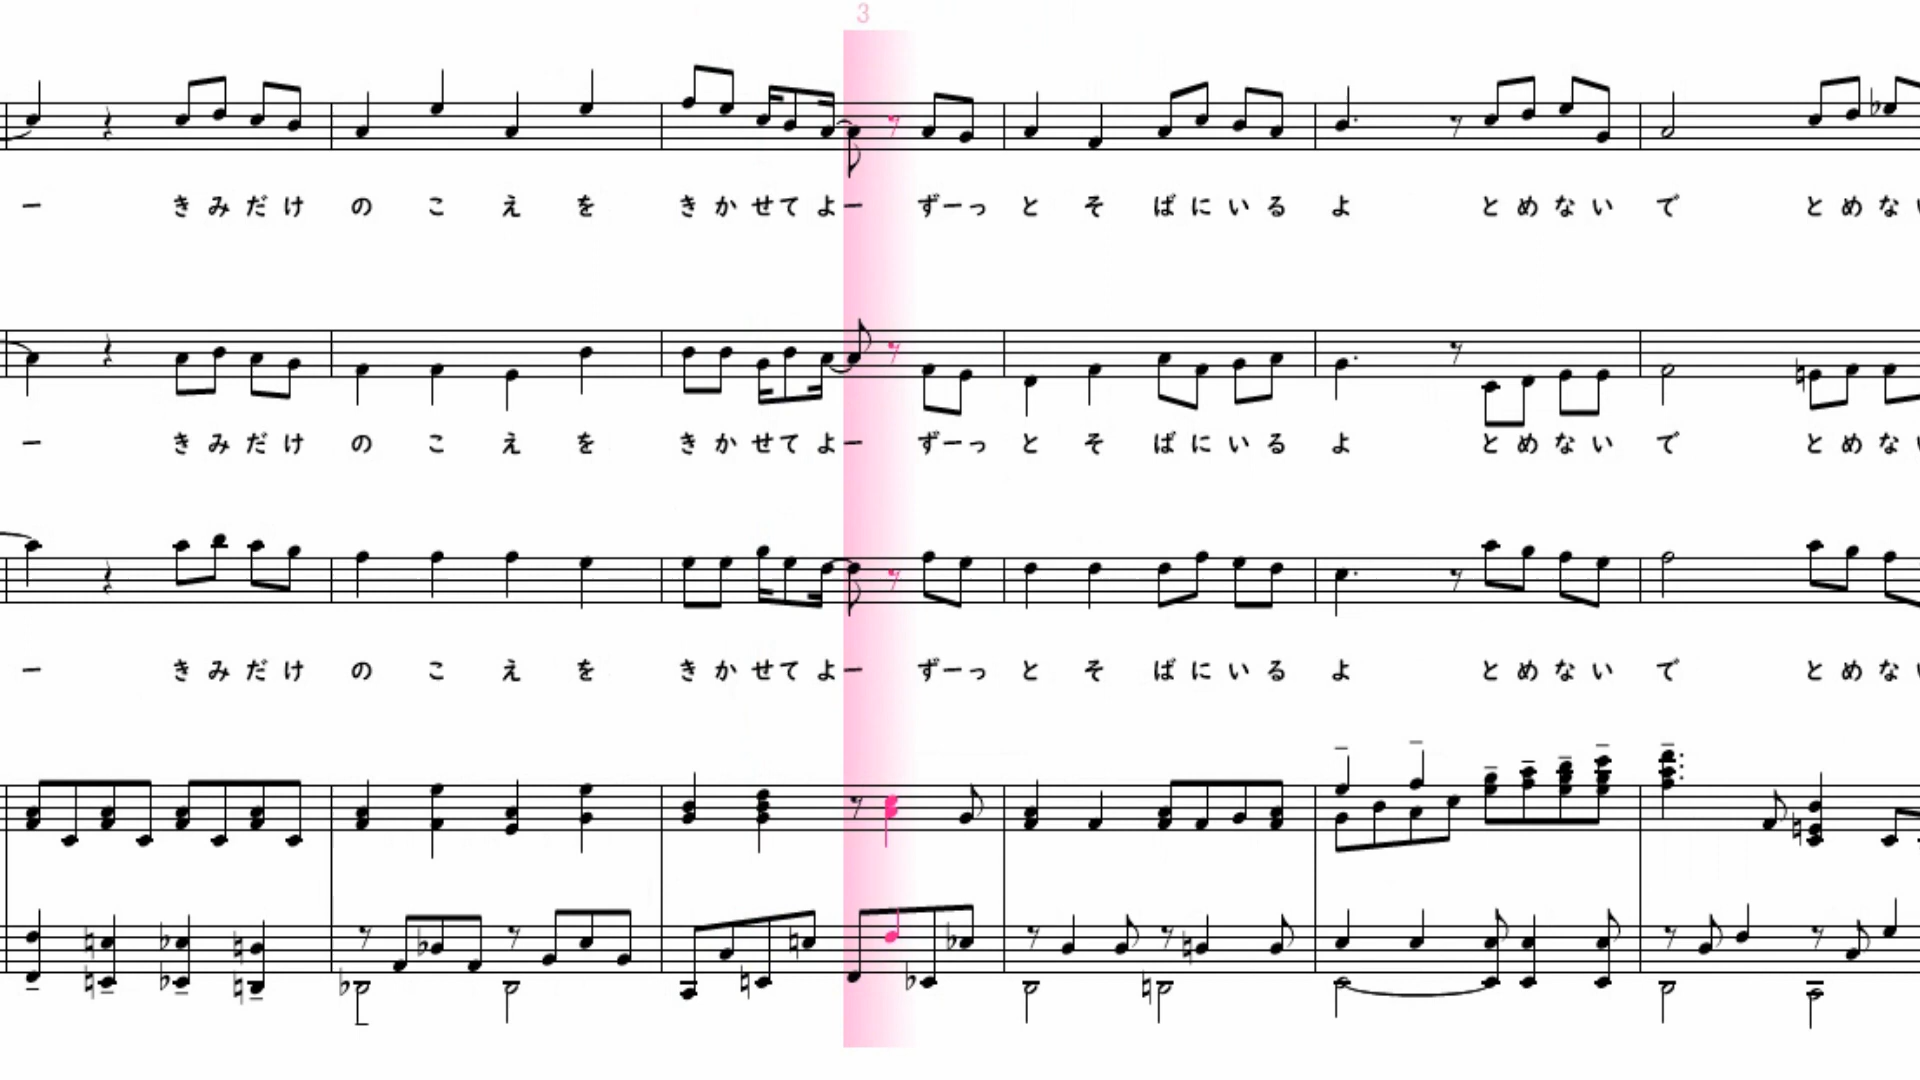 3
ー きみだけ の こ え を きかせてよー ずーっ と そ ばにいる よ とめない で とめな
ー きみだけ の こ え を きかせてよー ずーっ と そ ばにいる よ とめない で とめな
ー きみだけ の こ え を きかせてよー ずーっ と そ ばにいる よ とめない で とめな